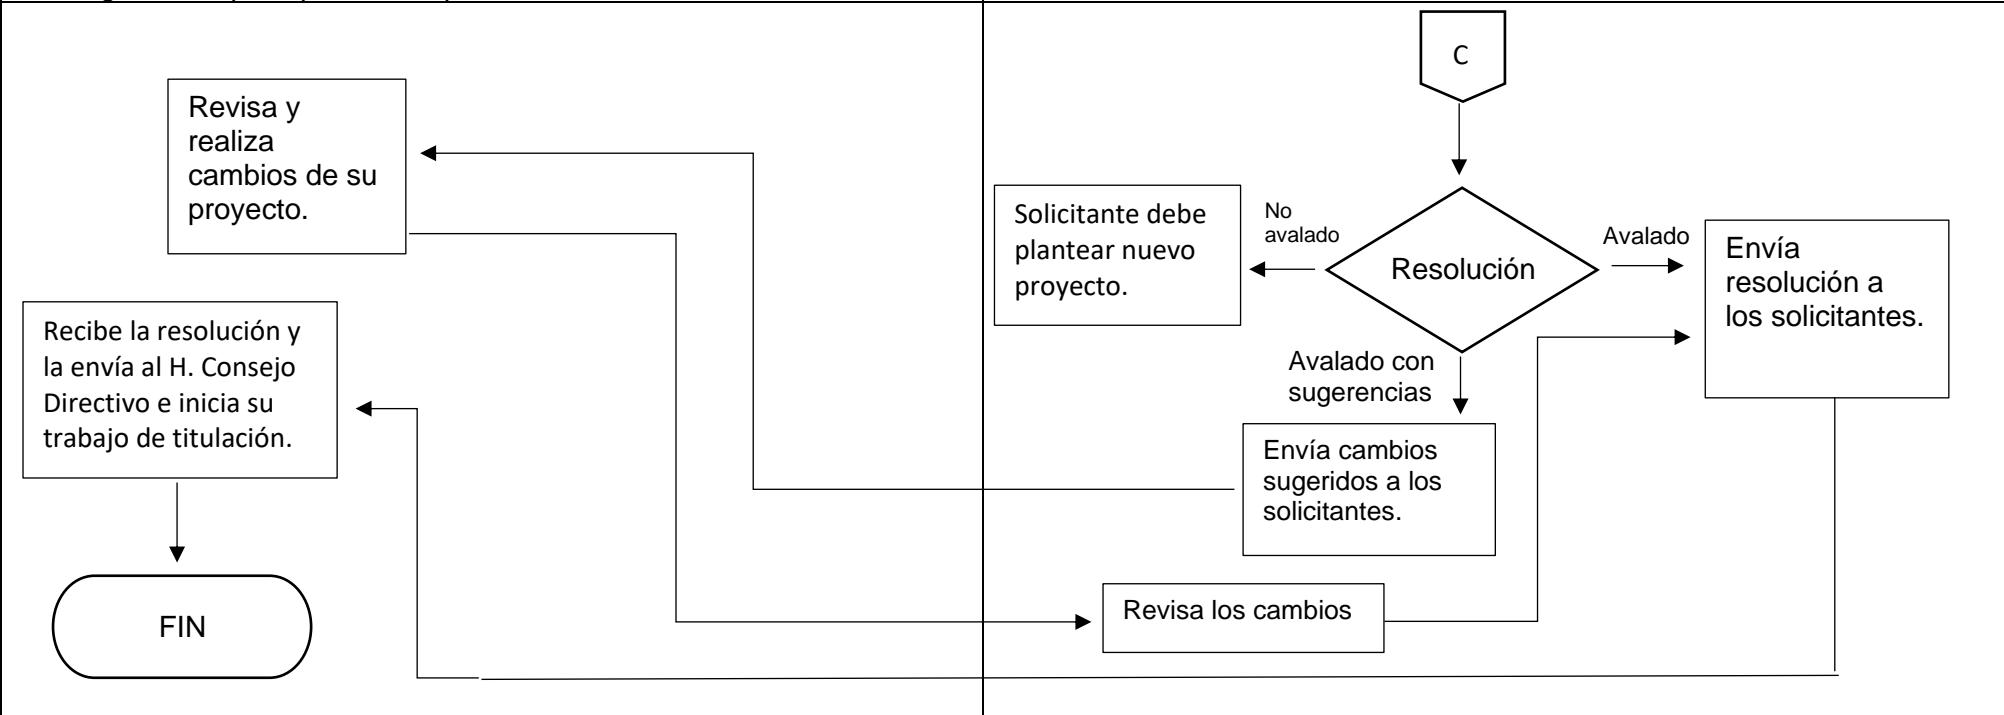 C
Revisa y
realiza
cambios de su
proyecto.
Solicitante debe
plantear nuevo
proyecto.
No
avalado
Resolución
Avalado
Envía
resolución a
los solicitantes.
Recibe la resolución y
la envía al H. Consejo
Directivo e inicia su
trabajo de titulación.
Avalado con
sugerencias
Envía cambios
sugeridos a los
solicitantes.
Revisa los cambios
FIN